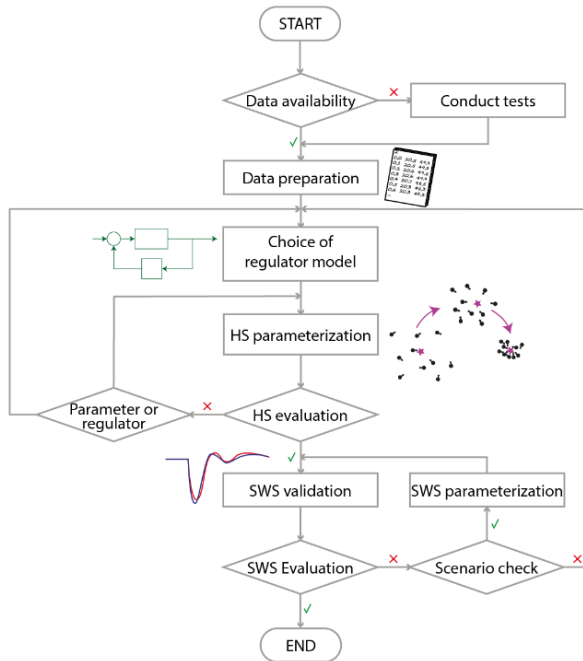 START
Data availability
Conduct tests
Data preparation
Choice of
regulator model
HS parameterization
Parameter or
regulator
HS evaluation
SWS validation
SWS parameterization
SWS Evaluation
Scenario check
END